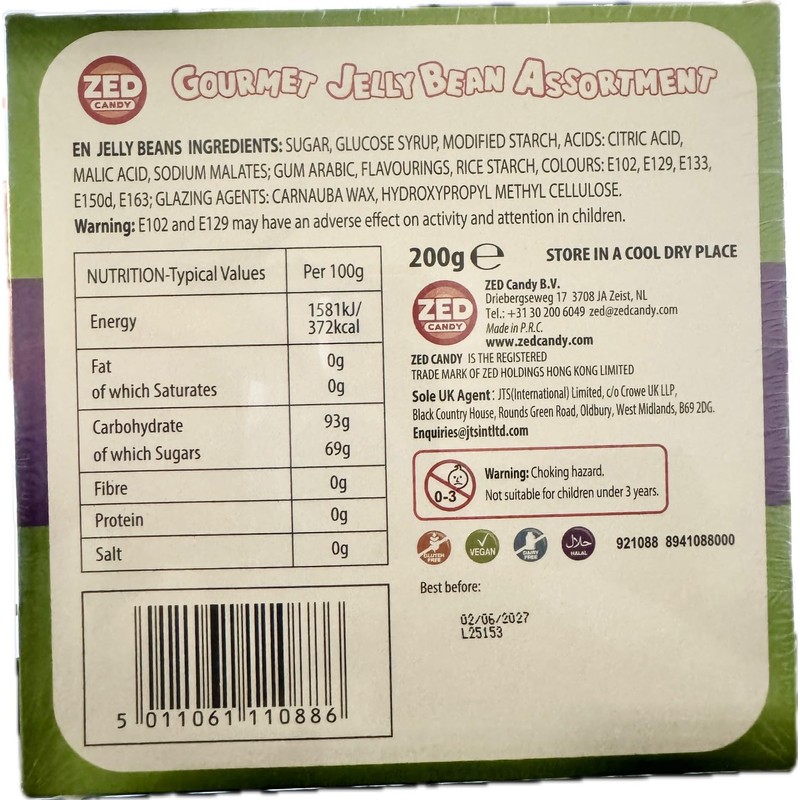 ZED
CANDY
GOURMET JELLY BEAN ASSORTMENT
EN JELLY BEANS INGREDIENTS: SUGAR, GLUCOSE SYRUP, MODIFIED STARCH, ACIDS: CITRIC ACID,
MALIC ACID, SODIUM MALATES; GUM ARABIC, FLAVOURINGS, RICE STARCH, COLOURS: E102, E129, E133,
E150d, E163; GLAZING AGENTS: CARNAUBA WAX, HYDROXYPROPYL METHYL CELLULOSE.
Warning: E102 and E129 may have an adverse effect on activity and attention in children.
NUTRITION-Typical Values Per 100g
Energy 1581kJ/
372kcal
Fat 0g
of which Saturates 0g
Carbohydrate 93g
of which Sugars 69g
Fibre 0g
Protein 0g
Salt 0g
5 011061 110886
200g ℮ STORE IN A COOL DRY PLACE
ZED
CANDY
ZED Candy B.V.
Driebergseweg 17 3708 JA Zeist, NL
Tel.: +31 30 200 6049 zed@zedcandy.com
Made in P.R.C.
www.zedcandy.com
ZED CANDY IS THE REGISTERED
TRADE MARK OF ZED HOLDINGS HONG KONG LIMITED
Sole UK Agent: JTS(International) Limited, c/o Crowe UK LLP,
Black Country House, Rounds Green Road, Oldbury, West Midlands, B69 2DG.
Enquiries@jtsintltd.com
0-3
Warning: Choking hazard.
Not suitable for children under 3 years.
GLUTEN
FREE
VEGAN
DAIRY
FREE
حلال
HALAL
921088 8941088000
Best before:
02/06/2027
L25153